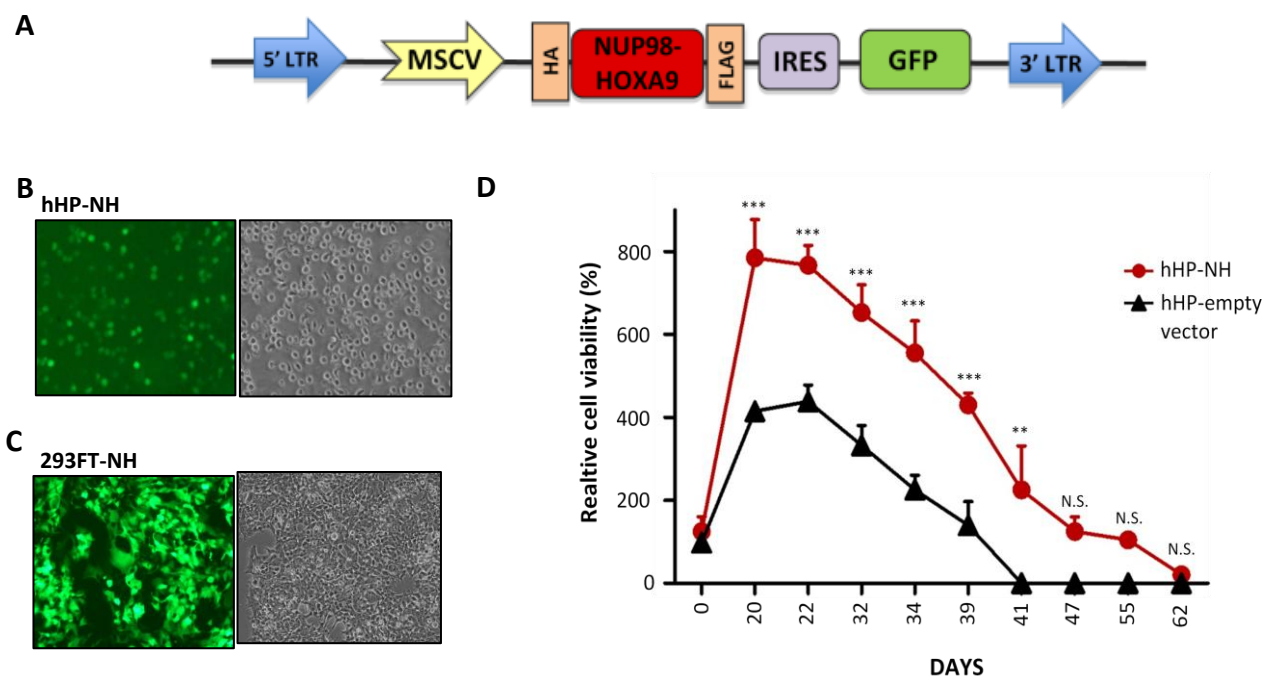 A
5' LTR
MSCV
HA
NUP98-
HOXA9
FLAG
IRES
GFP
3' LTR
B
hHP-NH
C
293FT-NH
D
Realtive cell viability (%)
800
600
400
200
0
***
***
***
***
***
**
N.S.
N.S.
N.S.
hHP-NH
hHP-empty
vector
0
20
22
32
34
39
41
47
55
62
DAYS